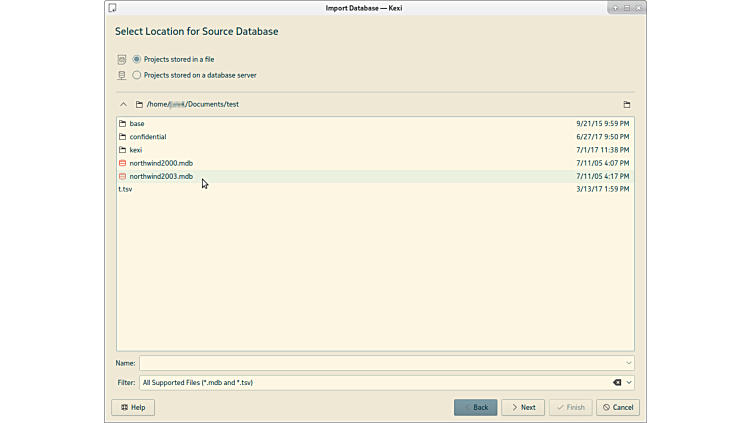 Import Database — Kexi
Select Location for Source Database
Projects stored in a file
Projects stored on a database server
/home/ /Documents/test
base 9/21/15 9:59 PM
confidential 6/27/17 9:50 PM
kexi 7/1/17 11:38 PM
northwind2000.mdb 7/11/05 4:07 PM
northwind2003.mdb 7/11/05 4:17 PM
t.tsv 3/13/17 1:59 PM
Name:
Filter: All Supported Files (*.mdb and *.tsv)
Help Back Next Finish Cancel